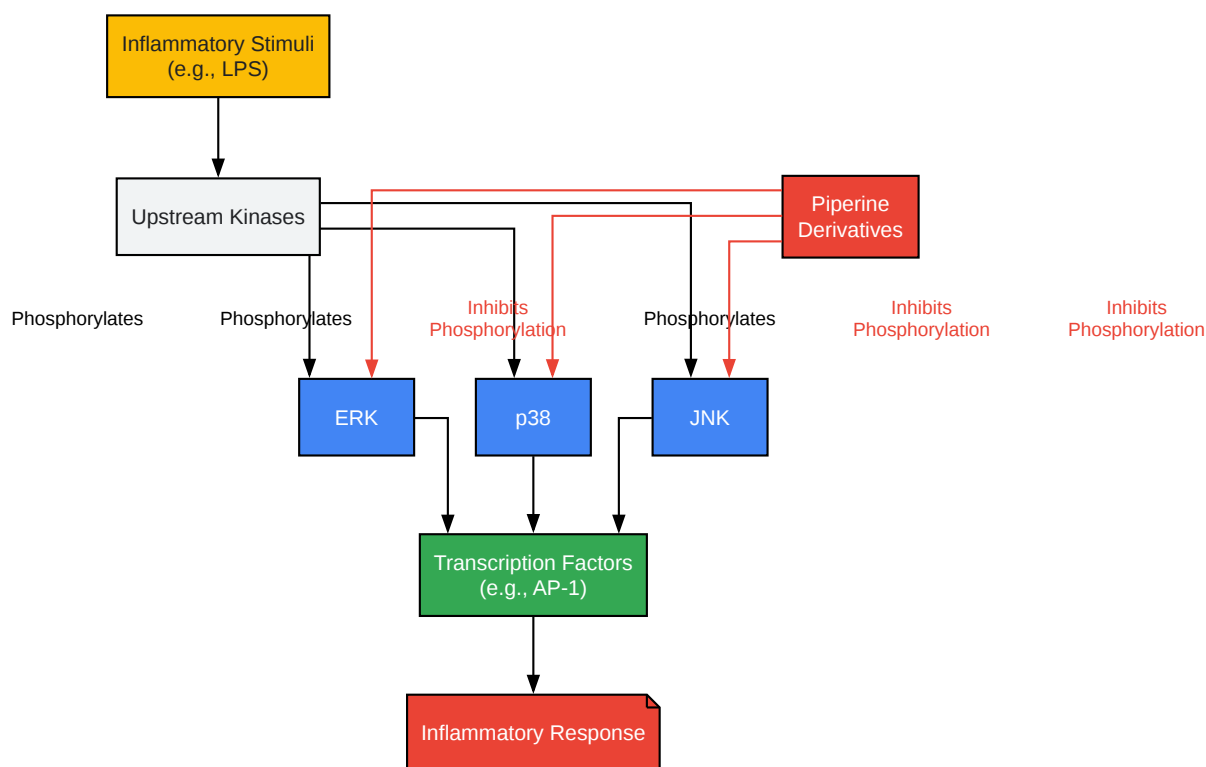 Inflammatory Stimuli
(e.g., LPS)
Upstream Kinases
Piperine
Derivatives
Phosphorylates
Phosphorylates
Inhibits
Phosphorylation
Phosphorylates
Inhibits
Phosphorylation
Inhibits
Phosphorylation
ERK
p38
JNK
Transcription Factors
(e.g., AP-1)
Inflammatory Response